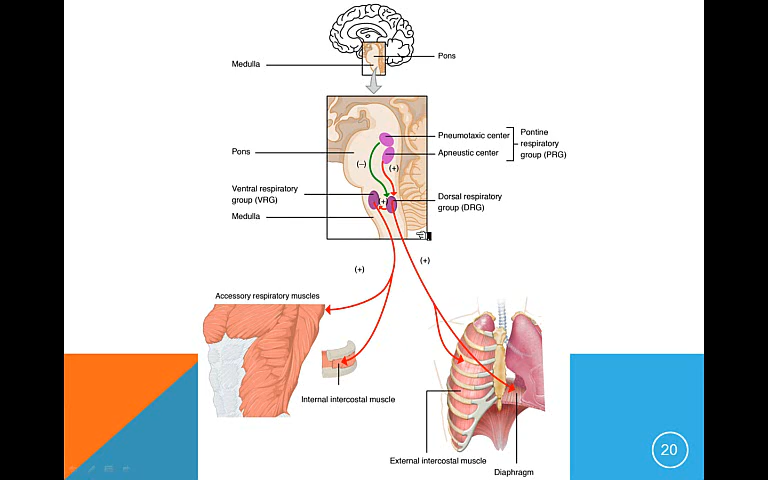 Pons
Medulla
Pneumotaxic center
Apneustic center
Pontine
respiratory
group (PRG)
Pons
(−)
(+)
Ventral respiratory
group (VRG)
(+)
Dorsal respiratory
group (DRG)
Medulla
(+)
(+)
Accessory respiratory muscles
Internal intercostal muscle
External intercostal muscle
Diaphragm
20